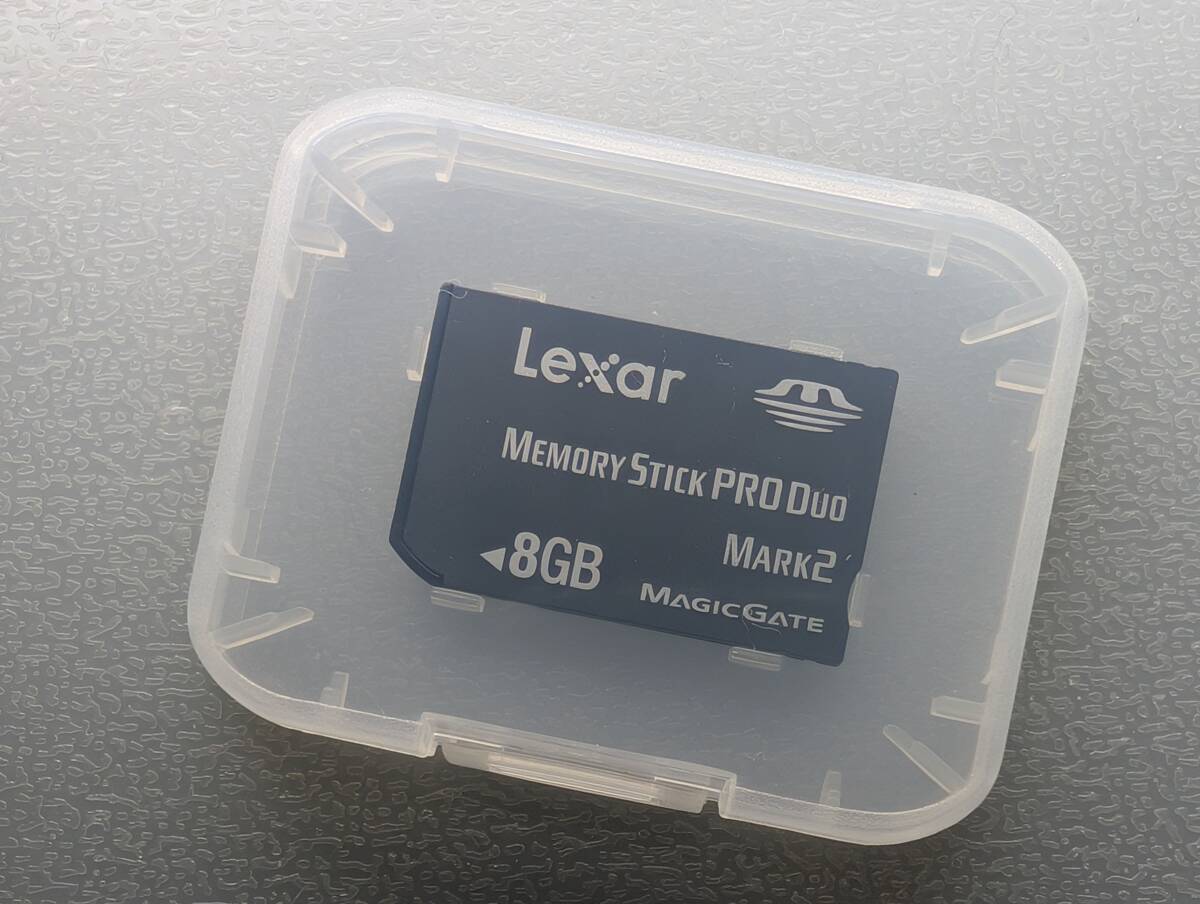 Lexar
MEMORY STICK PRO DUO
MARK2
◄8GB
MAGICGATE